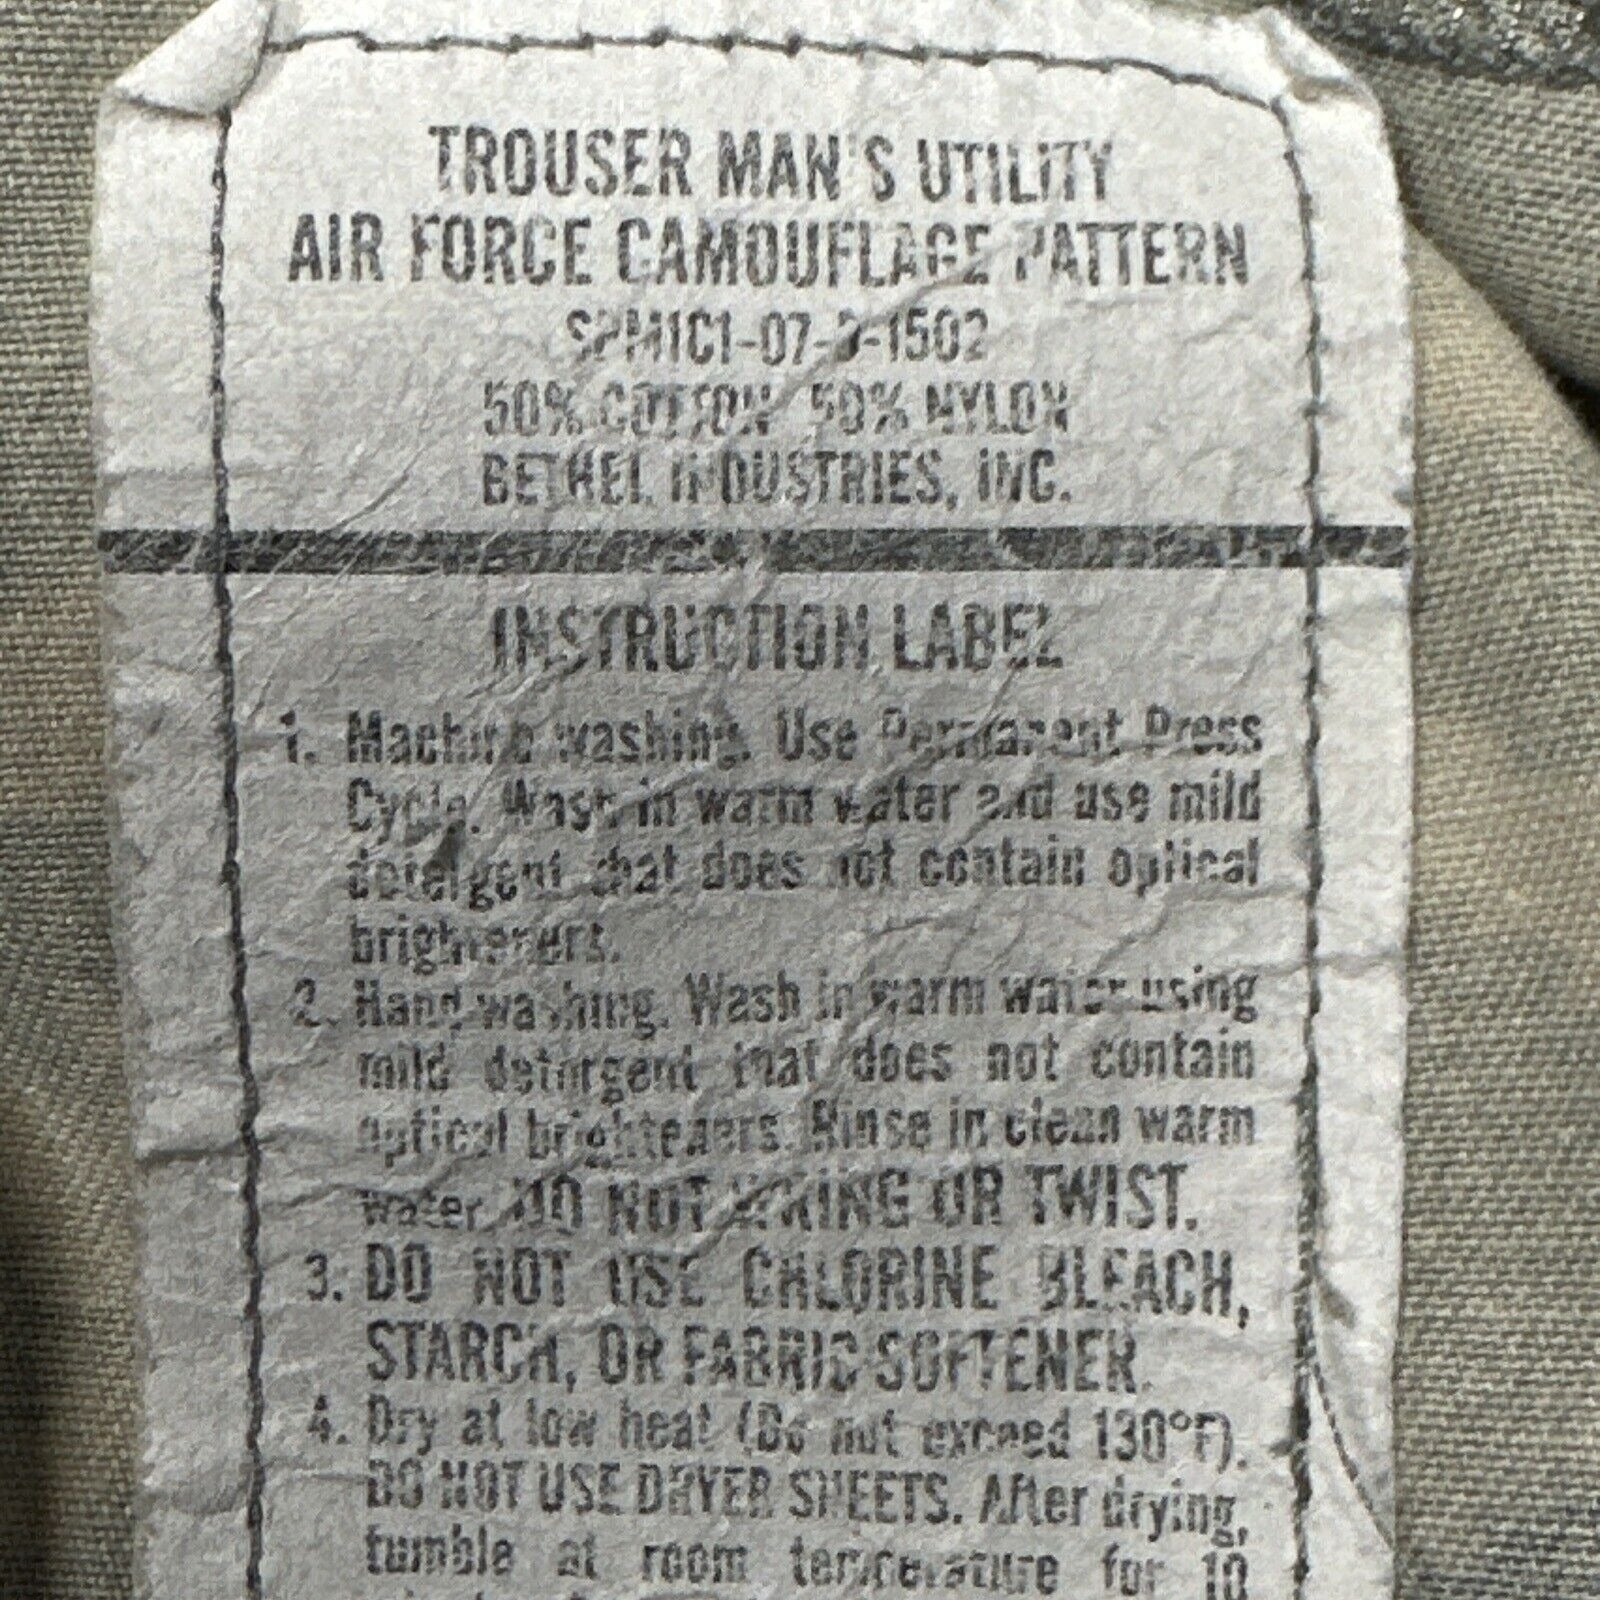 TROUSER MAN'S UTILITY
AIR FORCE CAMOUFLAGE PATTERN
SPM1C1-07-D-1502
50% COTTON 50% NYLON
BETHEL INDUSTRIES, INC.
INSTRUCTION LABEL
1. Machine washing. Use Permanent Press
Cycle. Wash in warm water and use mild
detergent that does not contain optical
brighteners.
2. Hand washing. Wash in warm water using
mild detergent that does not contain
optical brighteners. Rinse in clean warm
water. DO NOT WRING OR TWIST.
3. DO NOT USE CHLORINE BLEACH,
STARCH, OR FABRIC SOFTENER.
4. Dry at low heat (Do not exceed 130°F).
DO NOT USE DRYER SHEETS. After drying,
tumble at room temperature for 10